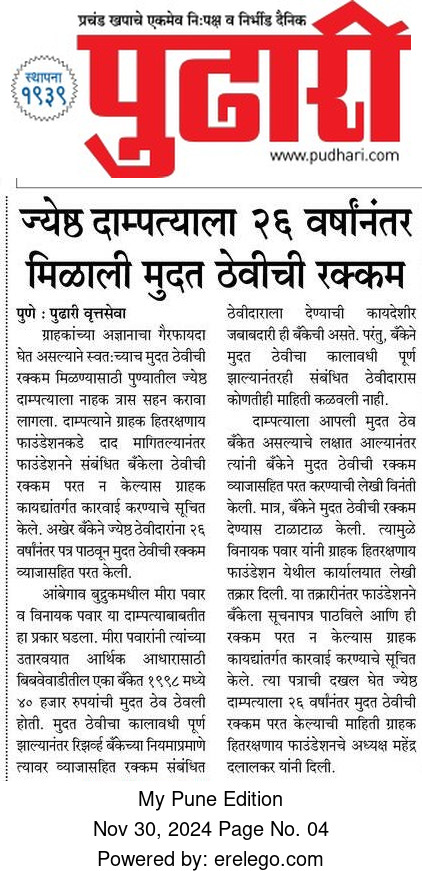 प्रचंड खपाचे एकमेव नि:पक्ष व निर्भीड दैनिक
स्थापना
१९३९
पुढारी
www.pudhari.com
ज्येष्ठ दाम्पत्याला २६ वर्षांनंतर
मिळाली मुदत ठेवीची रक्कम
पुणे : पुढारी वृत्तसेवा
ग्राहकांच्या अज्ञानाचा गैरफायदा
घेत असल्याने स्वत:च्याच मुदत ठेवीची
रक्कम मिळण्यासाठी पुण्यातील ज्येष्ठ
दाम्पत्याला नाहक त्रास सहन करावा
लागला. दाम्पत्याने ग्राहक हितरक्षणाय
फाउंडेशनकडे दाद मागितल्यानंतर
फाउंडेशनने संबंधित बँकेला ठेवीची
रक्कम परत न केल्यास ग्राहक
कायद्यांतर्गत कारवाई करण्याचे सूचित
केले. अखेर बँकेने ज्येष्ठ ठेवीदारांना २६
वर्षांनंतर पत्र पाठवून मुदत ठेवीची रक्कम
व्याजासहित परत केली.
आंबेगाव बुद्रुकमधील मीरा पवार
व विनायक पवार या दाम्पत्याबाबतीत
हा प्रकार घडला. मीरा पवारांनी त्यांच्या
उतारवयात आर्थिक आधारासाठी
बिबवेवाडीतील एका बँकेत १९९८ मध्ये
४० हजार रुपयांची मुदत ठेव ठेवली
होती. मुदत ठेवीचा कालावधी पूर्ण
झाल्यानंतर रिझर्व्ह बँकेच्या नियमाप्रमाणे
त्यावर व्याजासहित रक्कम संबंधित
ठेवीदाराला देण्याची कायदेशीर
जबाबदारी ही बँकेची असते. परंतु, बँकेने
मुदत ठेवीचा कालावधी पूर्ण
झाल्यानंतरही संबंधित ठेवीदारास
कोणतीही माहिती कळवली नाही.
दाम्पत्याला आपली मुदत ठेव
बँकेत असल्याचे लक्षात आल्यानंतर
त्यांनी बँकेने मुदत ठेवीची रक्कम
व्याजासहित परत करण्याची लेखी विनंती
केली. मात्र, बँकेने मुदत ठेवीची रक्कम
देण्यास टाळाटाळ केली. त्यामुळे
विनायक पवार यांनी ग्राहक हितरक्षणाय
फाउंडेशन येथील कार्यालयात लेखी
तक्रार दिली. या तक्रारीनंतर फाउंडेशनने
बँकेला सूचनापत्र पाठविले आणि ही
रक्कम परत न केल्यास ग्राहक
कायद्यांतर्गत कारवाई करण्याचे सूचित
केले. त्या पत्राची दखल घेत ज्येष्ठ
दाम्पत्याला २६ वर्षांनंतर मुदत ठेवीची
रक्कम परत केल्याची माहिती ग्राहक
हितरक्षणाय फाउंडेशनचे अध्यक्ष महेंद्र
दलालकर यांनी दिली.
My Pune Edition
Nov 30, 2024 Page No. 04
Powered by: erelego.com